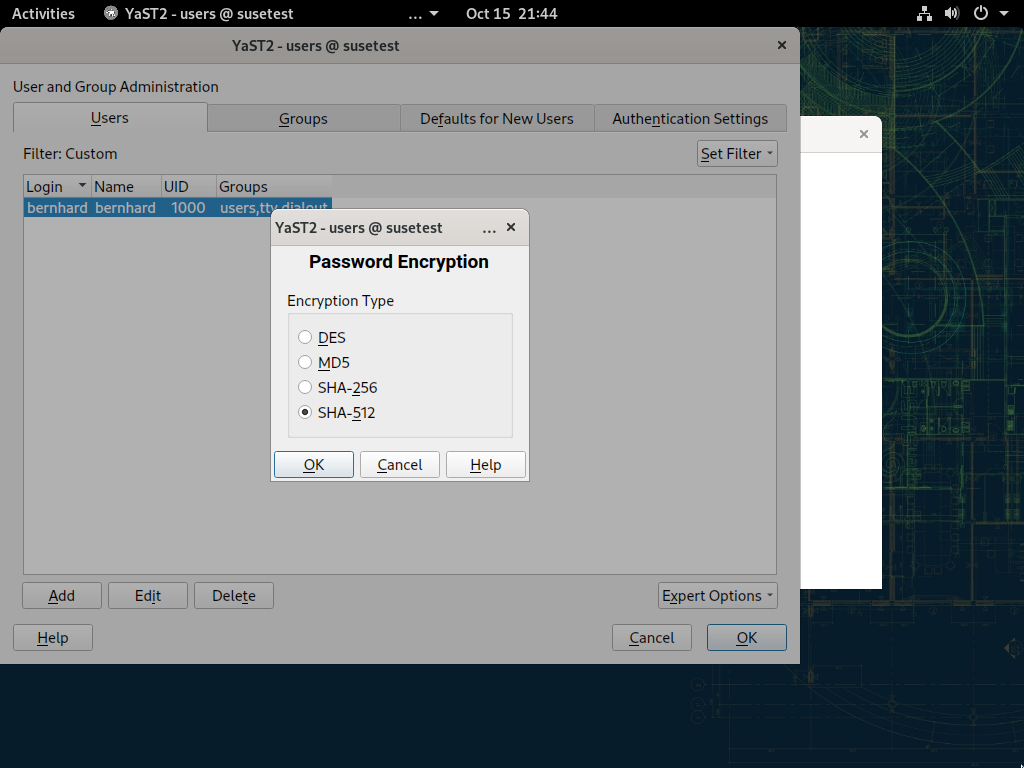 Activities YaST2 - users @ susetest ... Oct 15 21:44
YaST2 - users @ susetest
User and Group Administration
Users Groups Defaults for New Users Authentication Settings
Filter: Custom Set Filter
Login Name UID Groups
bernhard bernhard 1000 users,tty,dialout
YaST2 - users @ susetest ...
Password Encryption
Encryption Type
DES
MD5
SHA-256
SHA-512
OK Cancel Help
Add Edit Delete Expert Options
Help Cancel OK